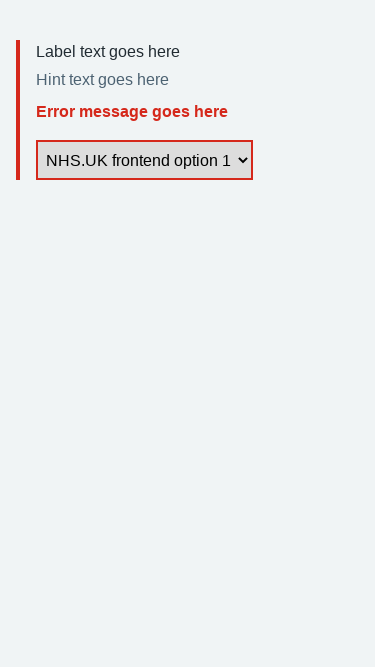 Label text goes here
Hint text goes here
Error message goes here
NHS.UK frontend option 1